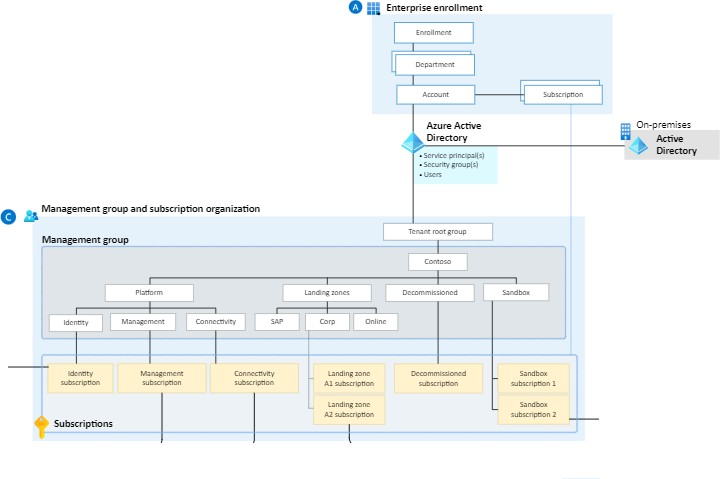 A
Enterprise enrollment
Enrollment
Department
Account
Subscription
Azure Active
Directory
• Service principal(s)
• Security group(s)
• Users
On-premises
Active
Directory
C
Management group and subscription organization
Management group
Tenant root group
Contoso
Platform
Landing zones
Decommissioned
Sandbox
Identity
Management
Connectivity
SAP
Corp
Online
Identity
subscription
Management
subscription
Connectivity
subscription
Landing zone
A1 subscription
Decommissioned
subscription
Sandbox
subscription 1
Landing zone
A2 subscription
Sandbox
subscription 2
Subscriptions